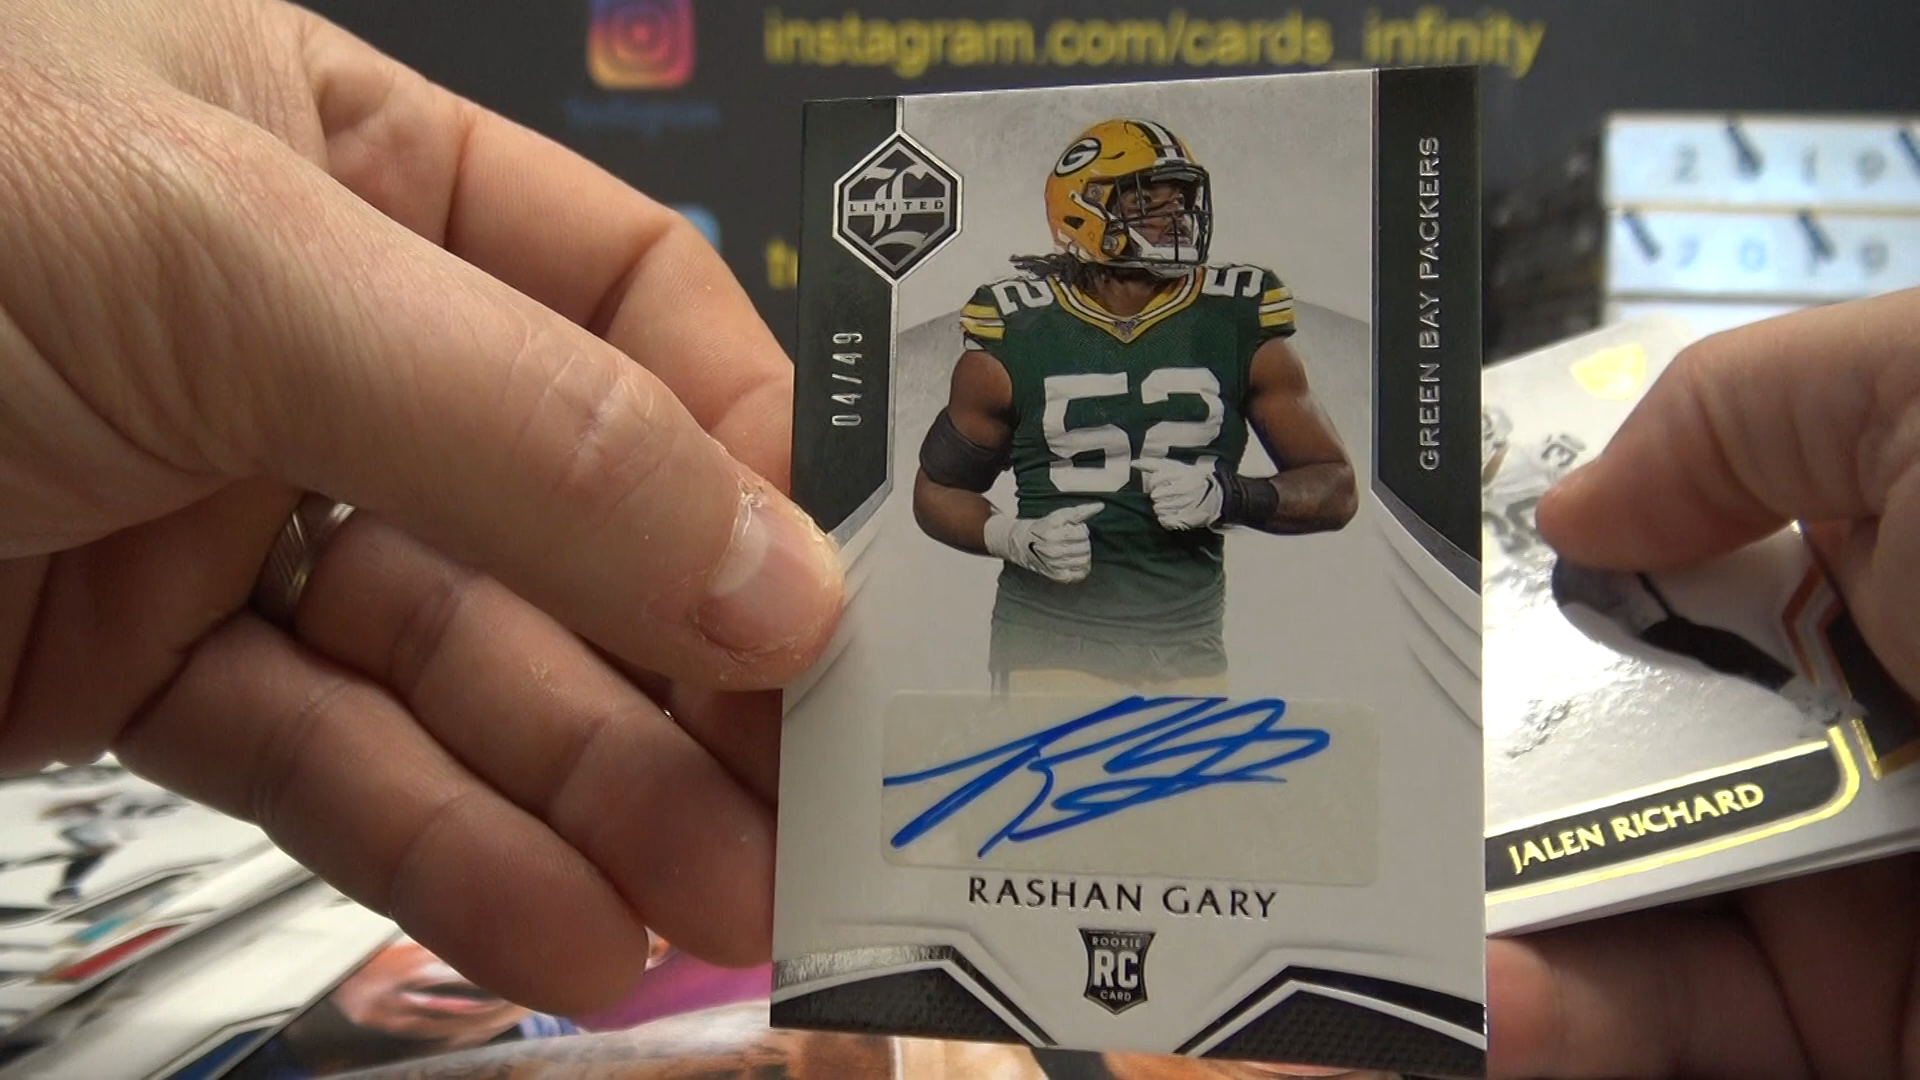 instagram.com/cards_infinity
LIMITED
04/49
GREEN BAY PACKERS
52
52
52
RASHAN GARY
ROOKIE
RC
CARD
JALEN RICHARD